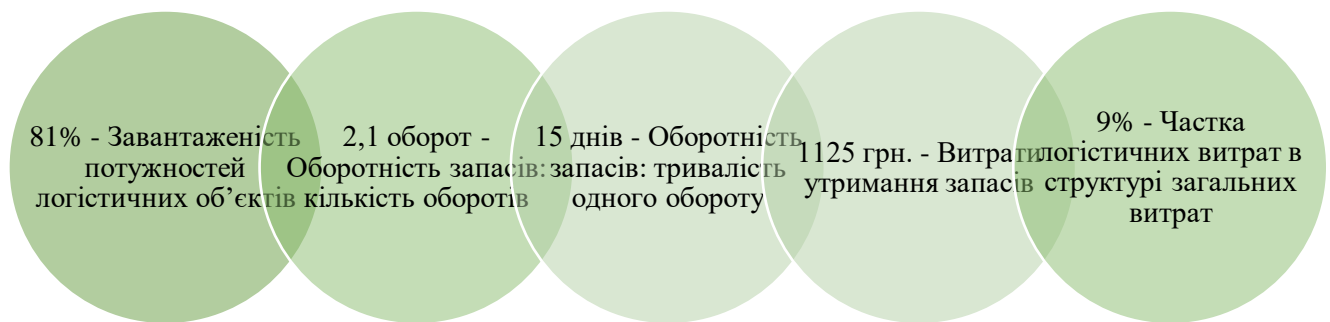 81% - Завантаженість
потужностей
логістичних об’єктів
2,1 оборот -
Оборотність запасів:
кількість оборотів
15 днів - Оборотність
запасів: тривалість
одного обороту
1125 грн. - Витрати
утримання запасів
9% - Частка
логістичних витрат в
структурі загальних
витрат